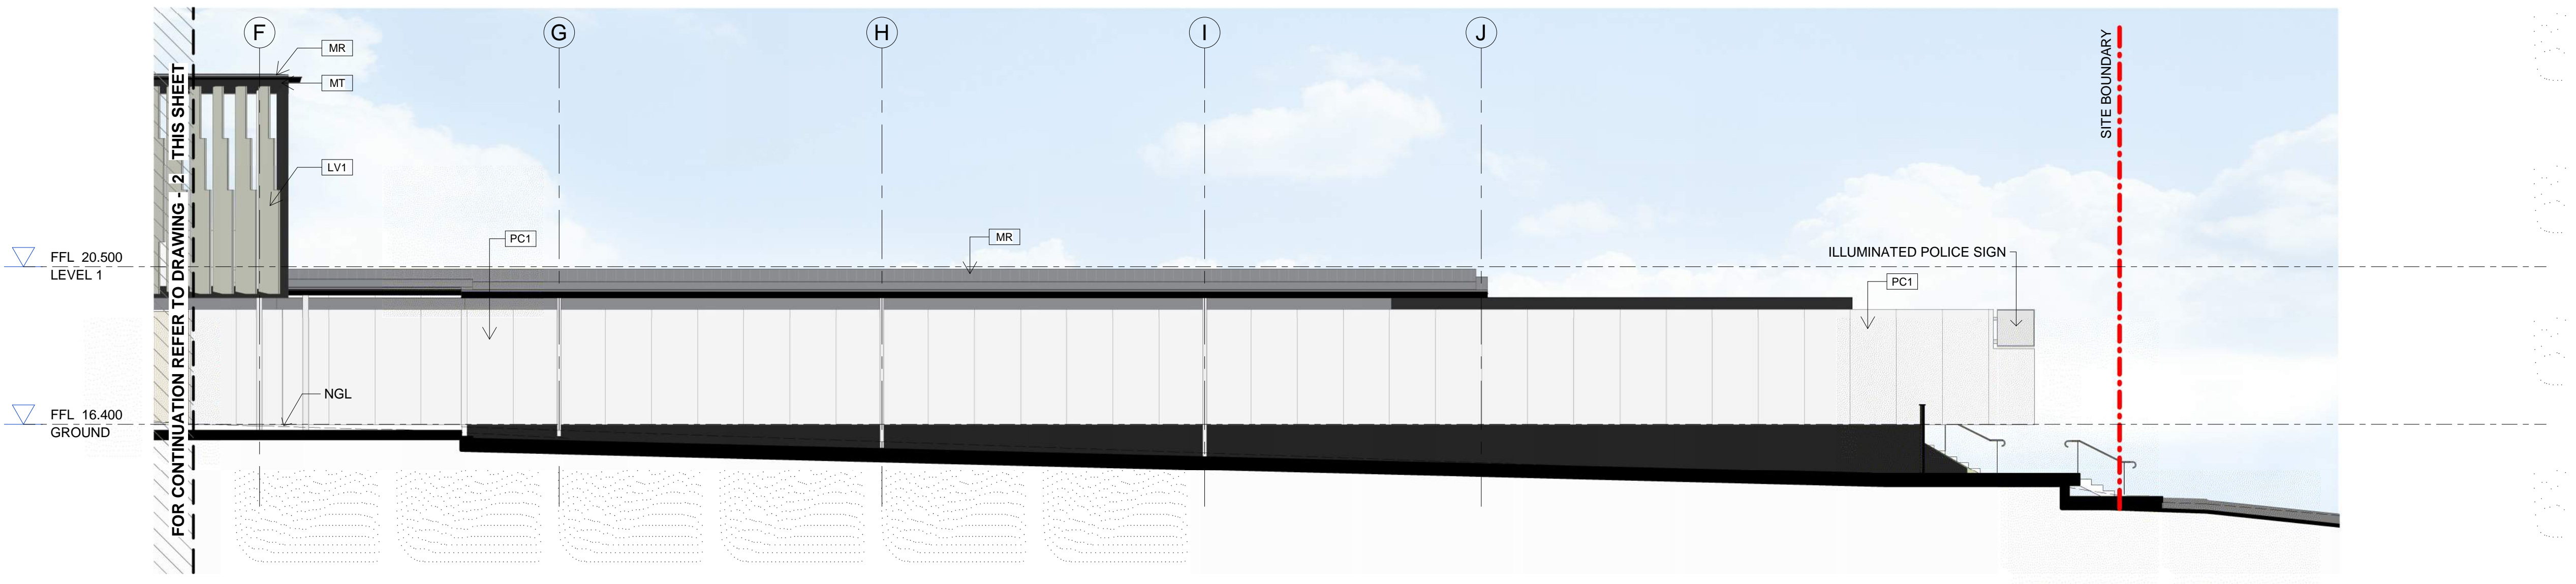 F
G
H
I
J
MR
MT
SITE BOUNDARY
FOR CONTINUATION REFER TO DRAWING - 2 THIS SHEET
LV1
PC1
MR
ILLUMINATED POLICE SIGN
FFL 20.500
LEVEL 1
PC1
NGL
FFL 16.400
GROUND